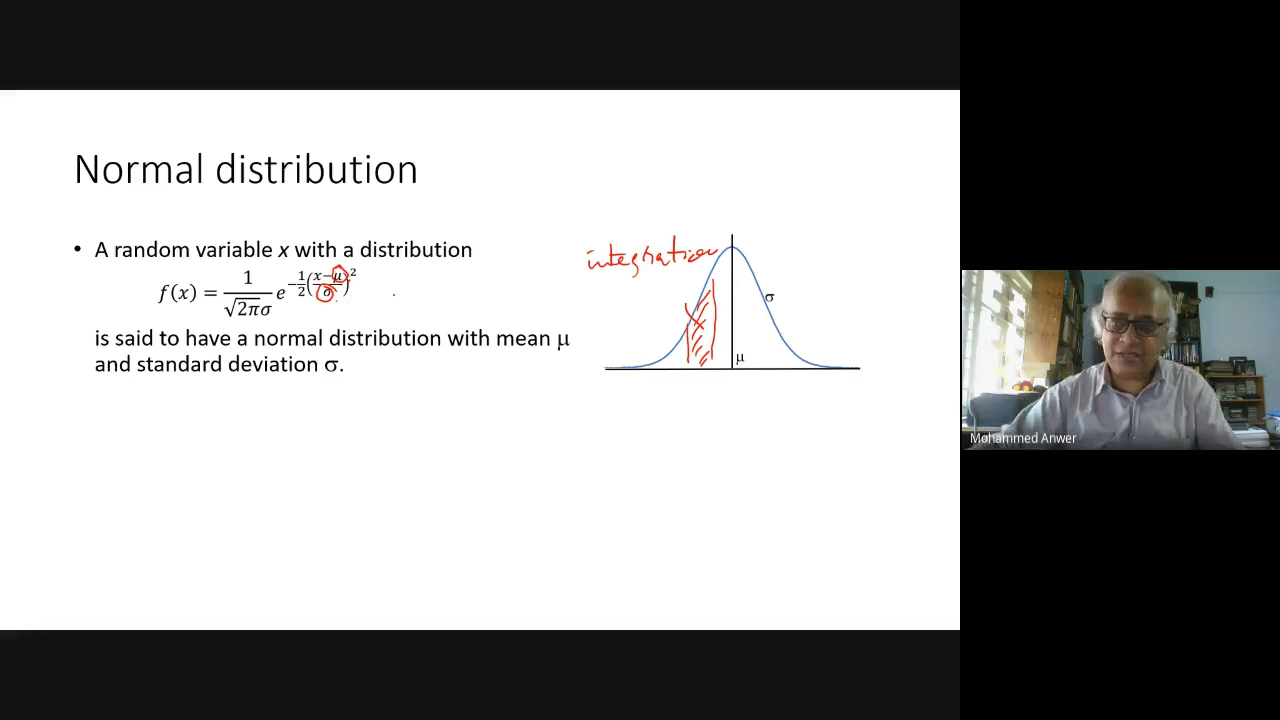 Normal distribution
• A random variable x with a distribution
f(x) = 1/(√2π σ) e^(−1/2((x−μ)/σ)^2)
is said to have a normal distribution with mean μ
and standard deviation σ.
integration
σ
μ
Mohammed Anwer